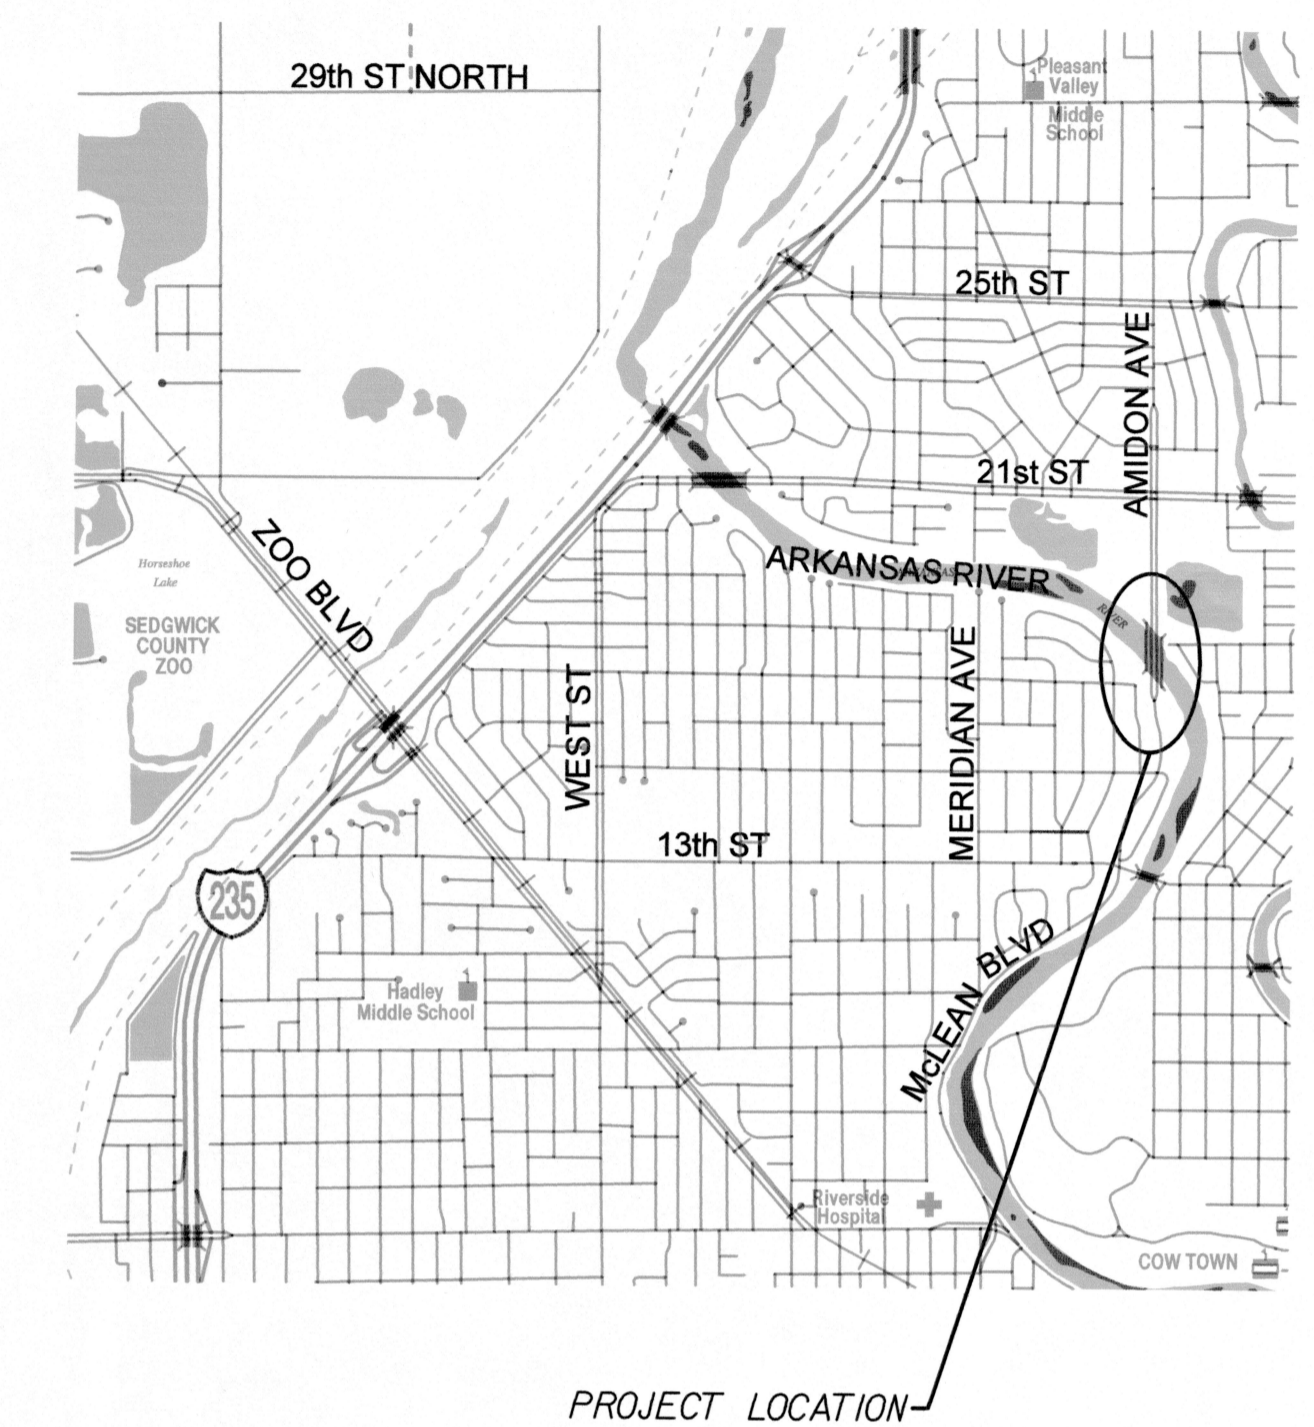 29th ST NORTH
Pleasant
Valley
Middle
School
25th ST
AMIDON AVE
21st ST
ZOO BLVD
Horseshoe
Lake
ARKANSAS RIVER
RIVER
SEDGWICK
COUNTY
ZOO
WEST ST
MERIDIAN AVE
13th ST
235
McLEAN BLVD
Hadley
Middle School
Riverside
Hospital
COW TOWN
PROJECT LOCATION